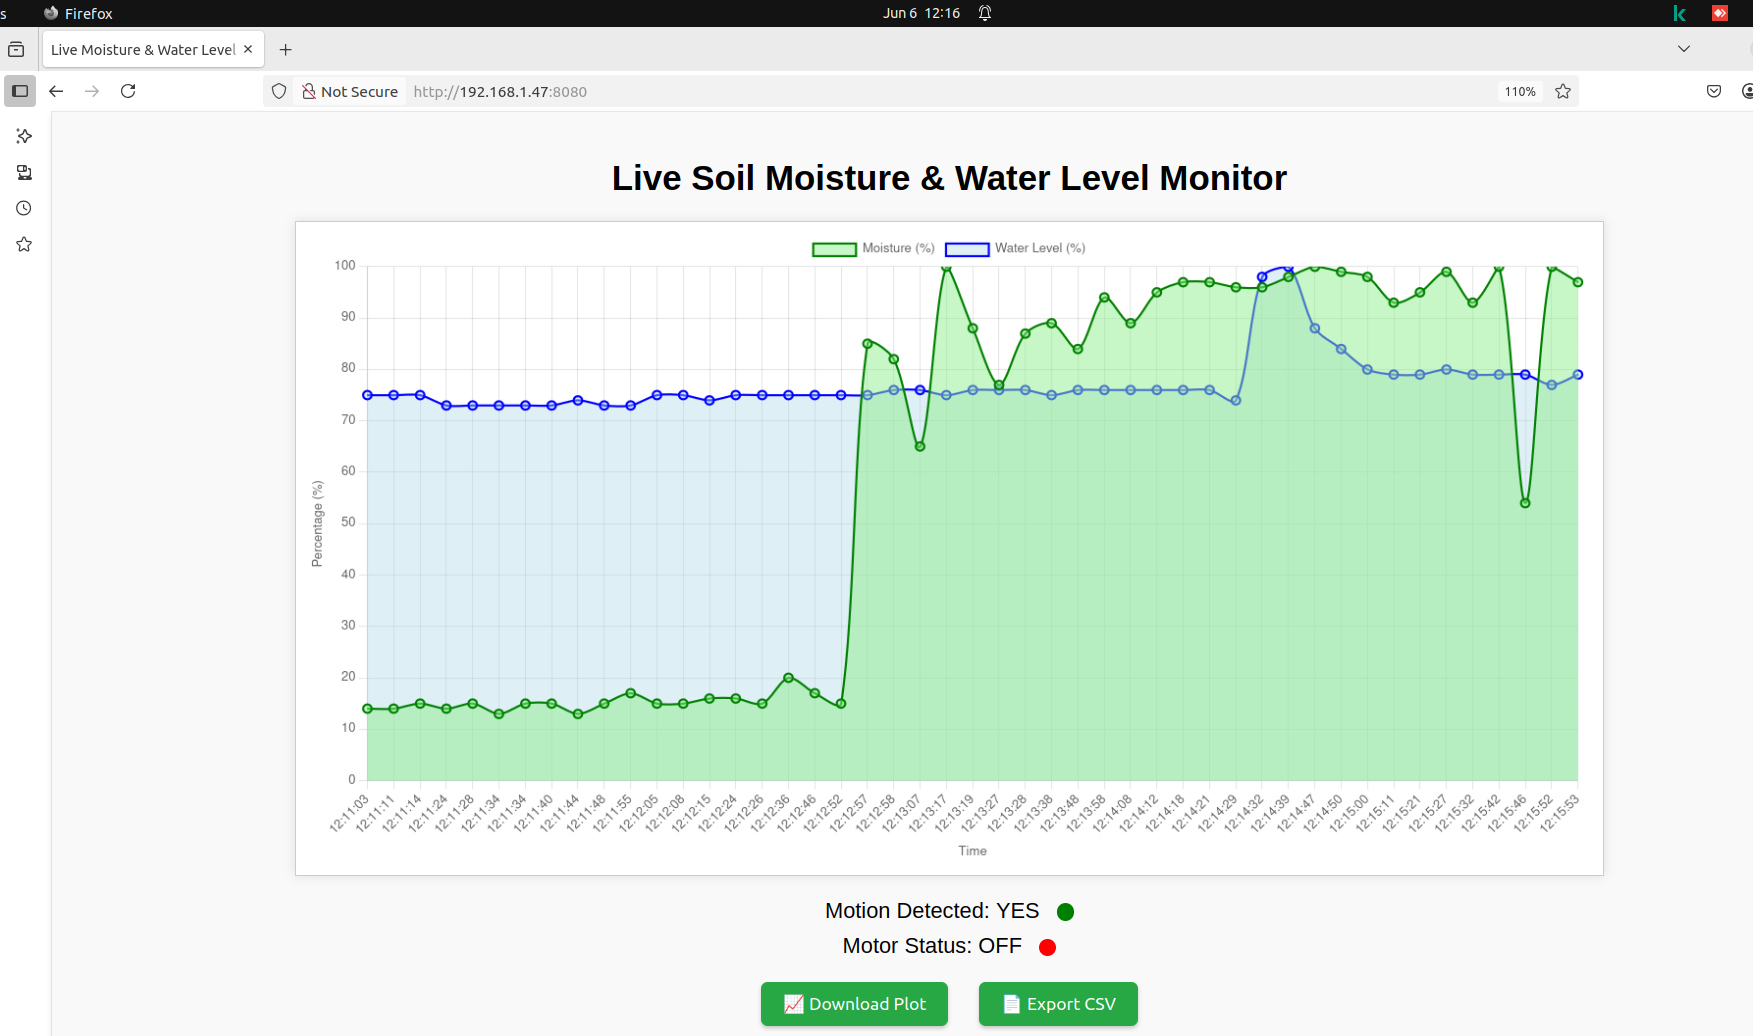 s Firefox Jun 6 12:16
Live Moisture & Water Level
Not Secure http://192.168.1.47:8080 110%
Live Soil Moisture & Water Level Monitor
Moisture (%) Water Level (%)
100
90
80
70
60
50
40
30
20
10
0
Percentage (%)
12:11:03 12:11:11 12:11:14 12:11:24 12:11:28 12:11:34 12:11:34 12:11:40 12:11:44 12:11:48 12:11:55 12:12:05 12:12:08 12:12:15 12:12:24 12:12:26 12:12:36 12:12:46 12:12:52 12:12:57 12:12:58 12:13:07 12:13:17 12:13:19 12:13:27 12:13:28 12:13:38 12:13:48 12:13:58 12:14:08 12:14:12 12:14:18 12:14:21 12:14:29 12:14:32 12:14:39 12:14:47 12:14:50 12:15:00 12:15:11 12:15:21 12:15:27 12:15:32 12:15:42 12:15:46 12:15:52 12:15:53
Time
Motion Detected: YES
Motor Status: OFF
Download Plot Export CSV